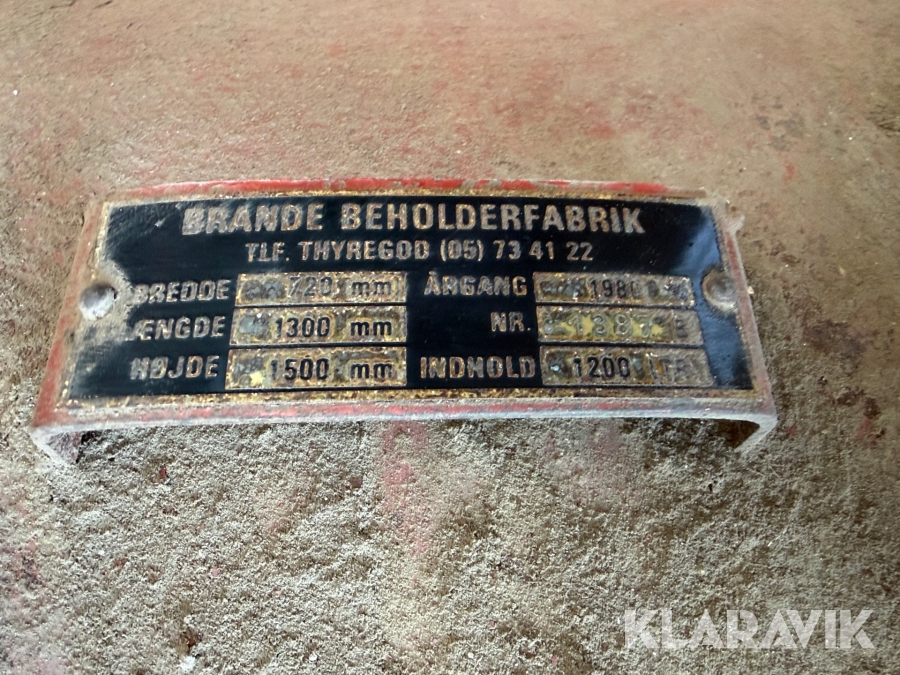 BRANDE BEHOLDERFABRIK
TLF. THYREGOD (05) 73 41 22
BREDDE 720 mm ÅRGANG
LÆNGDE 1300 mm NR.
HØJDE 1500 mm INDHOLD 1200 LTR
KLARAVIK